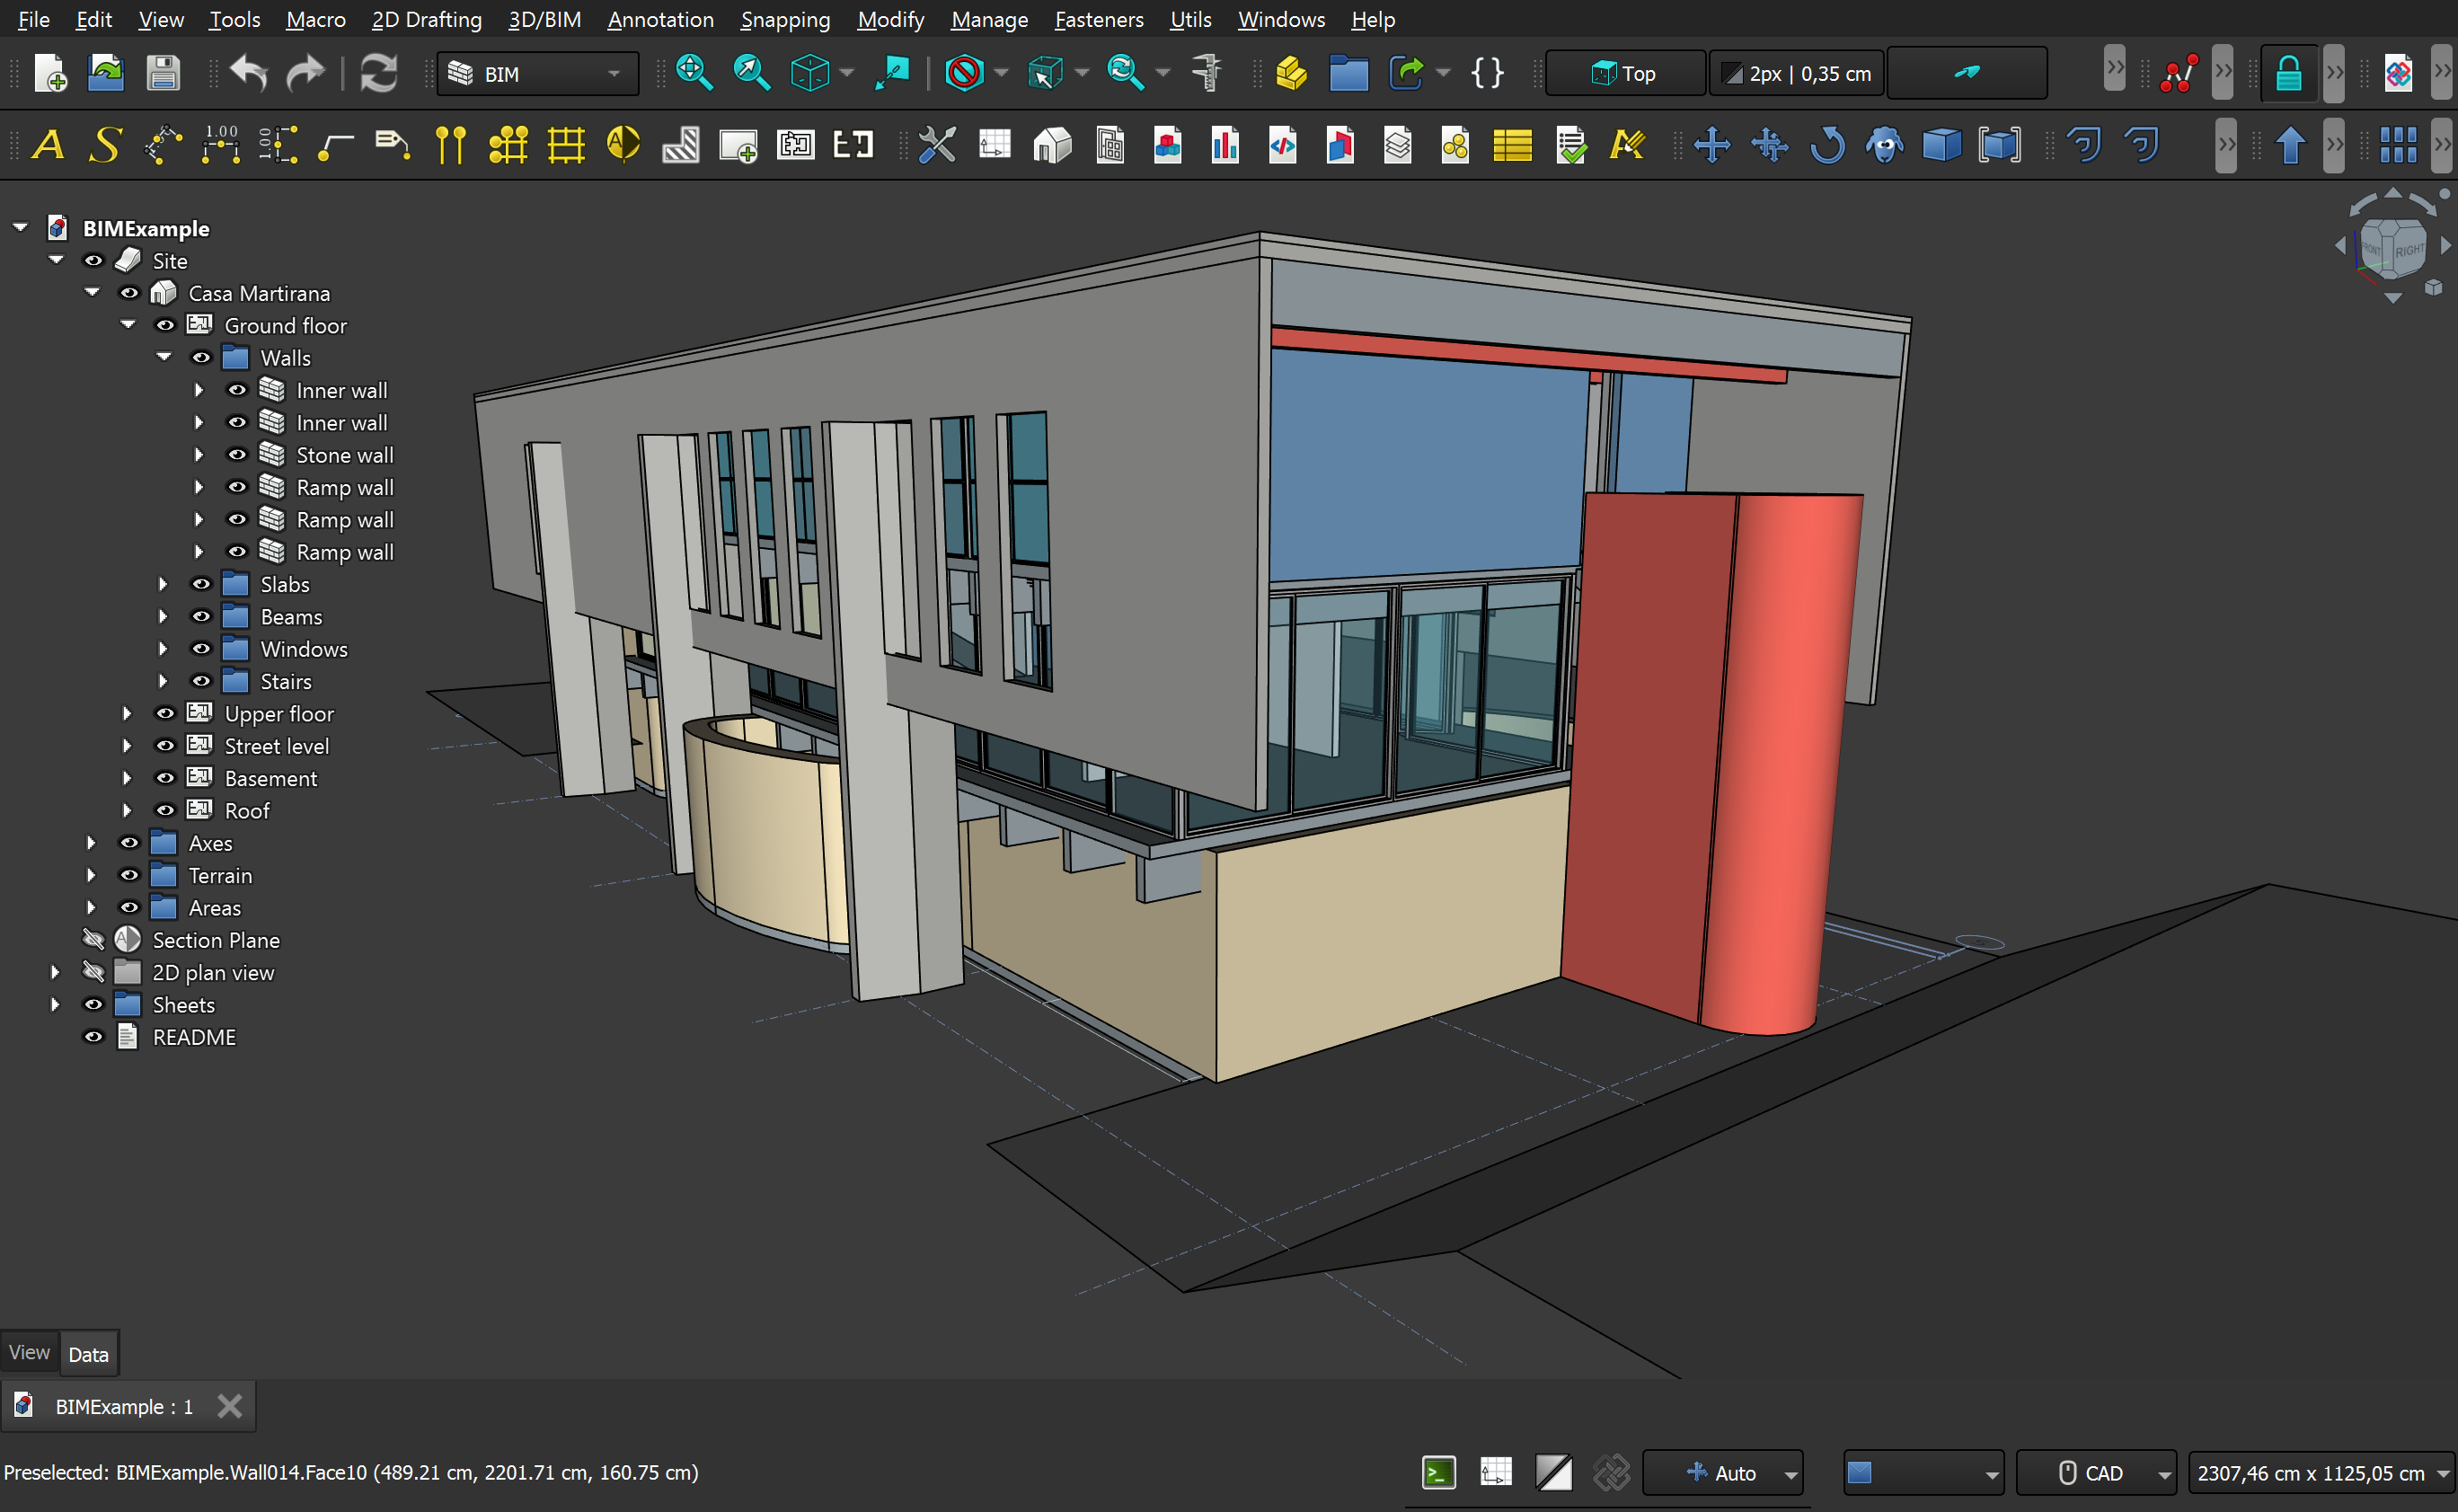 File Edit View Tools Macro 2D Drafting 3D/BIM Annotation Snapping Modify Manage Fasteners Utils Windows Help
BIM Top 2px | 0,35 cm
1.00 1.00
BIMExample
Site
Casa Martirana
Ground floor
Walls
Inner wall
Inner wall
Stone wall
Ramp wall
Ramp wall
Ramp wall
Slabs
Beams
Windows
Stairs
Upper floor
Street level
Basement
Roof
Axes
Terrain
Areas
Section Plane
2D plan view
Sheets
README
FRONT RIGHT
View Data
BIMExample : 1
Preselected: BIMExample.Wall014.Face10 (489.21 cm, 2201.71 cm, 160.75 cm) Auto CAD 2307,46 cm x 1125,05 cm